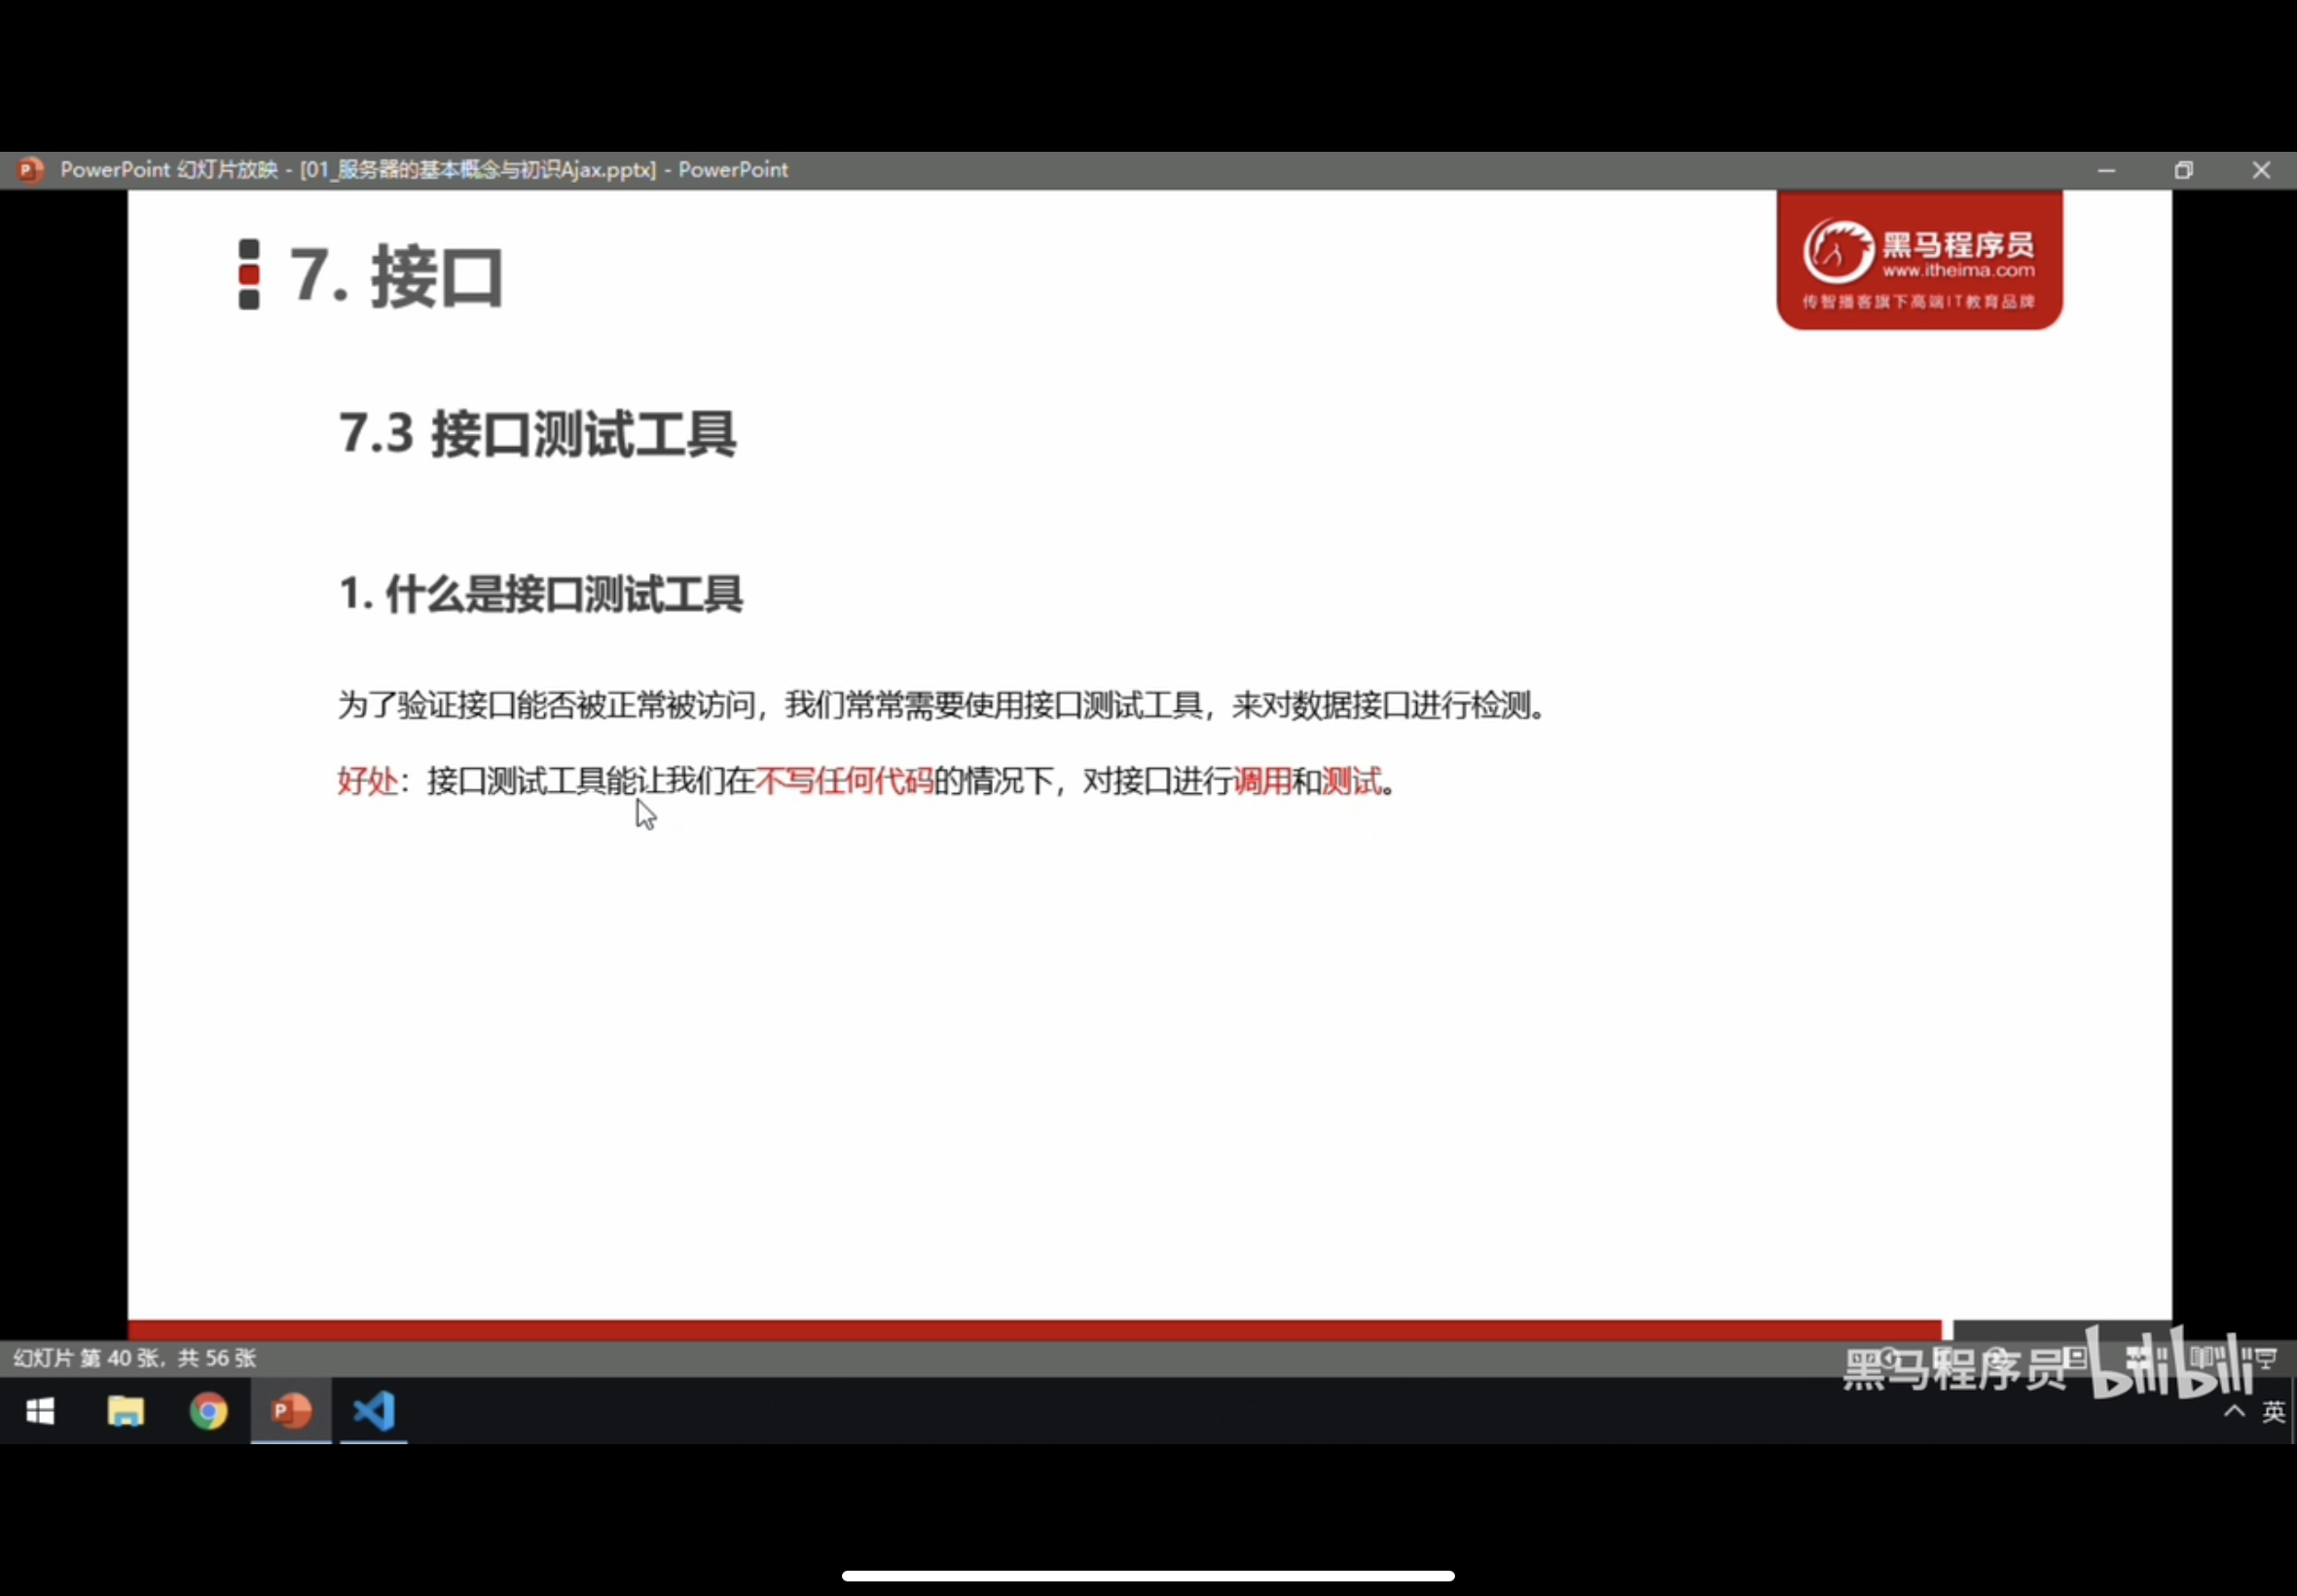 PowerPoint 幻灯片放映 - [01_服务器的基本概念与初识Ajax.pptx] - PowerPoint
7. 接口
黑马程序员
www.itheima.com
传智播客旗下高端IT教育品牌
7.3 接口测试工具
1. 什么是接口测试工具
为了验证接口能否被正常被访问，我们常常需要使用接口测试工具，来对数据接口进行检测。
好处：接口测试工具能让我们在不写任何代码的情况下，对接口进行调用和测试。
幻灯片 第 40 张，共 56 张
黑马程序员 bilibili
英